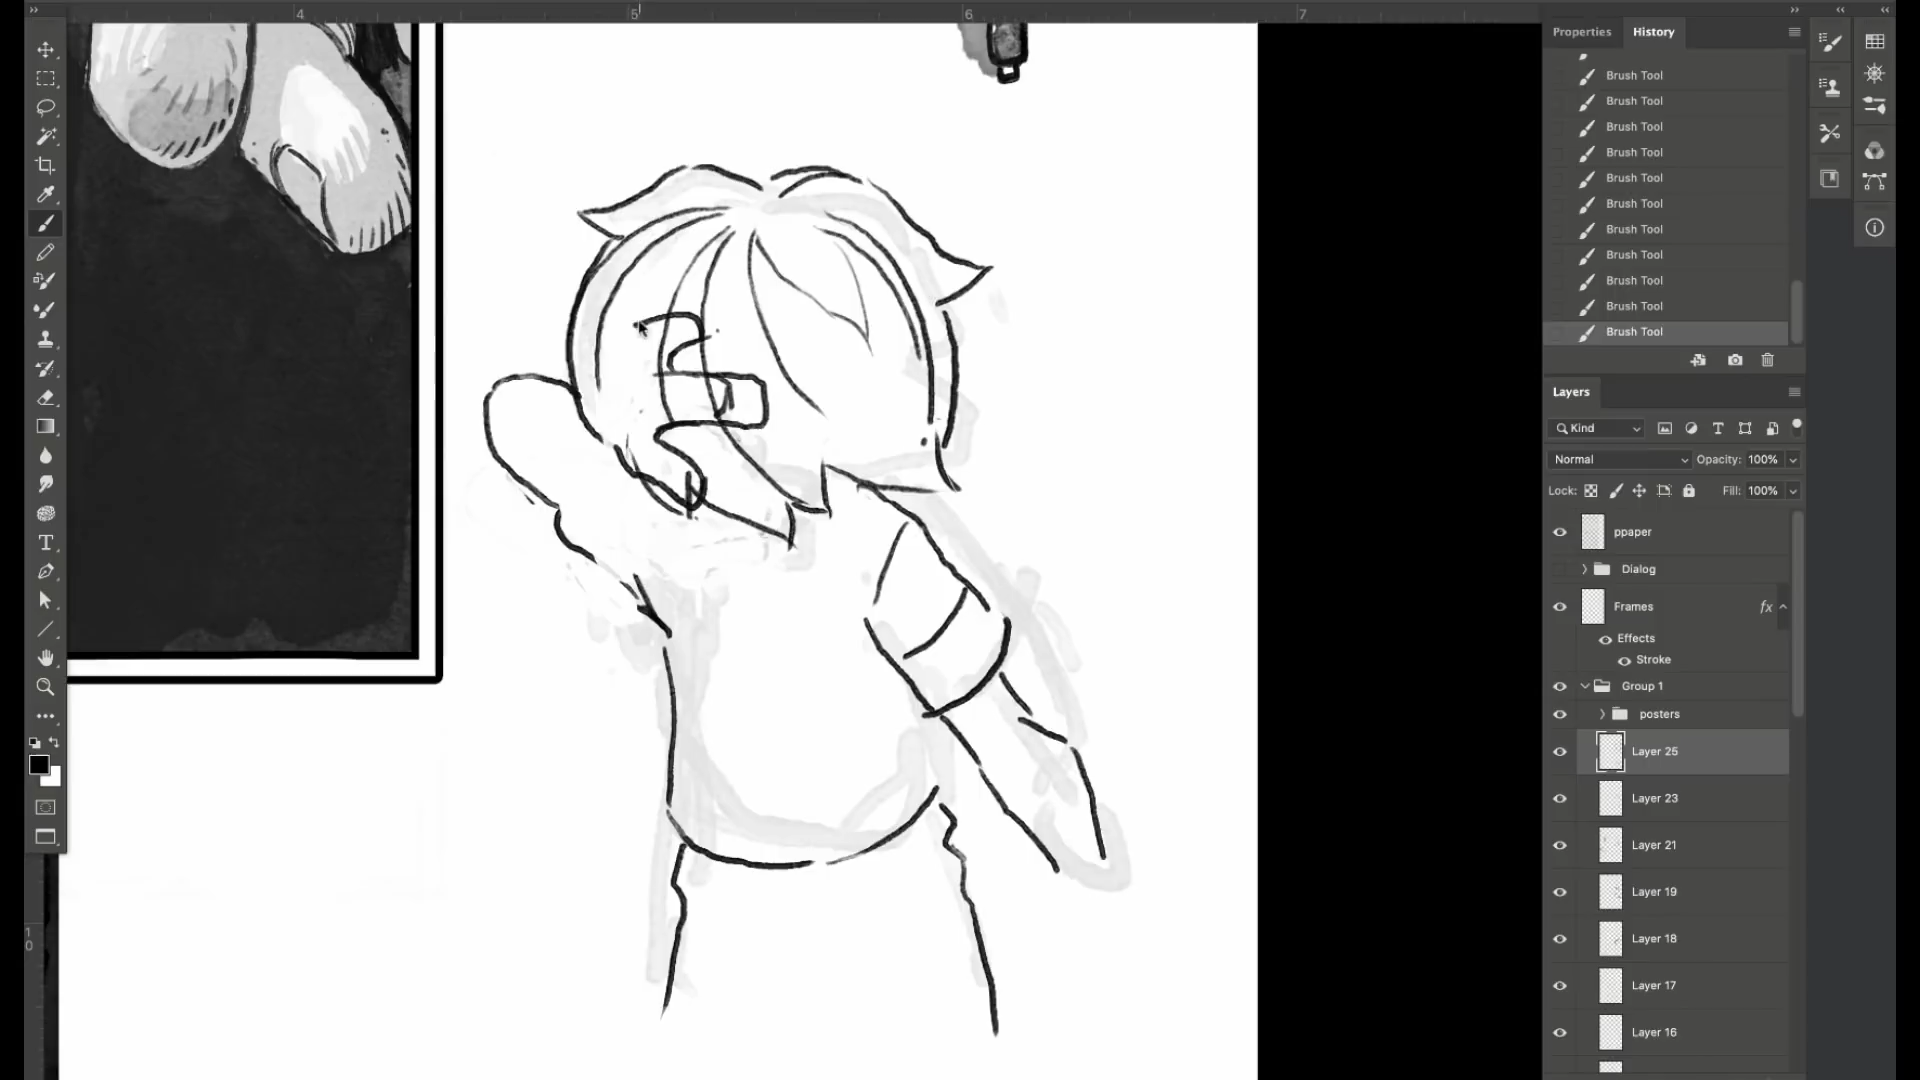 4 5 6 7
Properties History
Brush Tool
Brush Tool
Brush Tool
Brush Tool
Brush Tool
Brush Tool
Brush Tool
Brush Tool
Brush Tool
Brush Tool
Brush Tool
Layers
Kind
Normal Opacity: 100%
Lock: Fill: 100%
ppaper
Dialog
Frames fx
Effects
Stroke
Group 1
posters
Layer 25
Layer 23
Layer 21
Layer 19
Layer 18
Layer 17
Layer 16
1
0